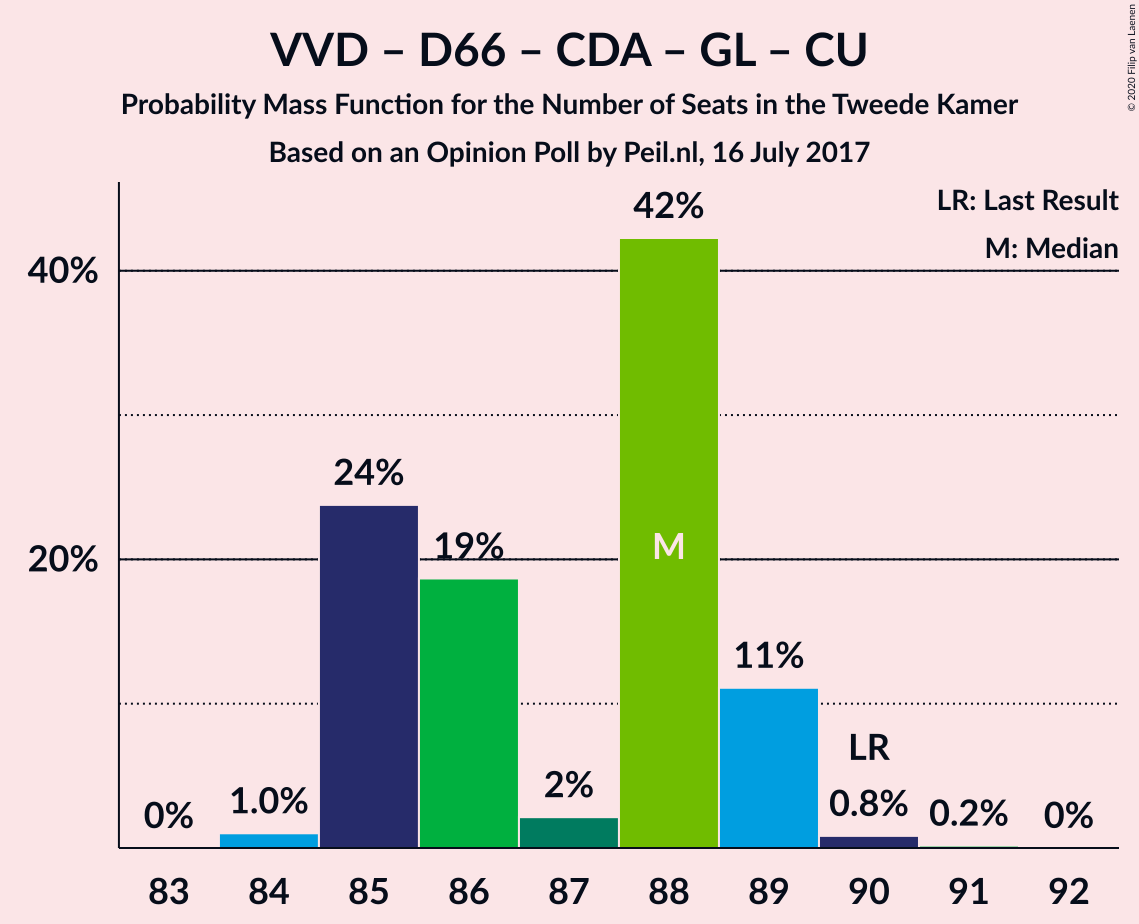 VVD – D66 – CDA – GL – CU
Probability Mass Function for the Number of Seats in the Tweede Kamer
Based on an Opinion Poll by Peil.nl, 16 July 2017
© 2020 Filip van Laenen
LR: Last Result
M: Median
40%
20%
0%
1.0%
24%
19%
2%
42%
M
11%
LR
0.8%
0.2%
0%
83 84 85 86 87 88 89 90 91 92